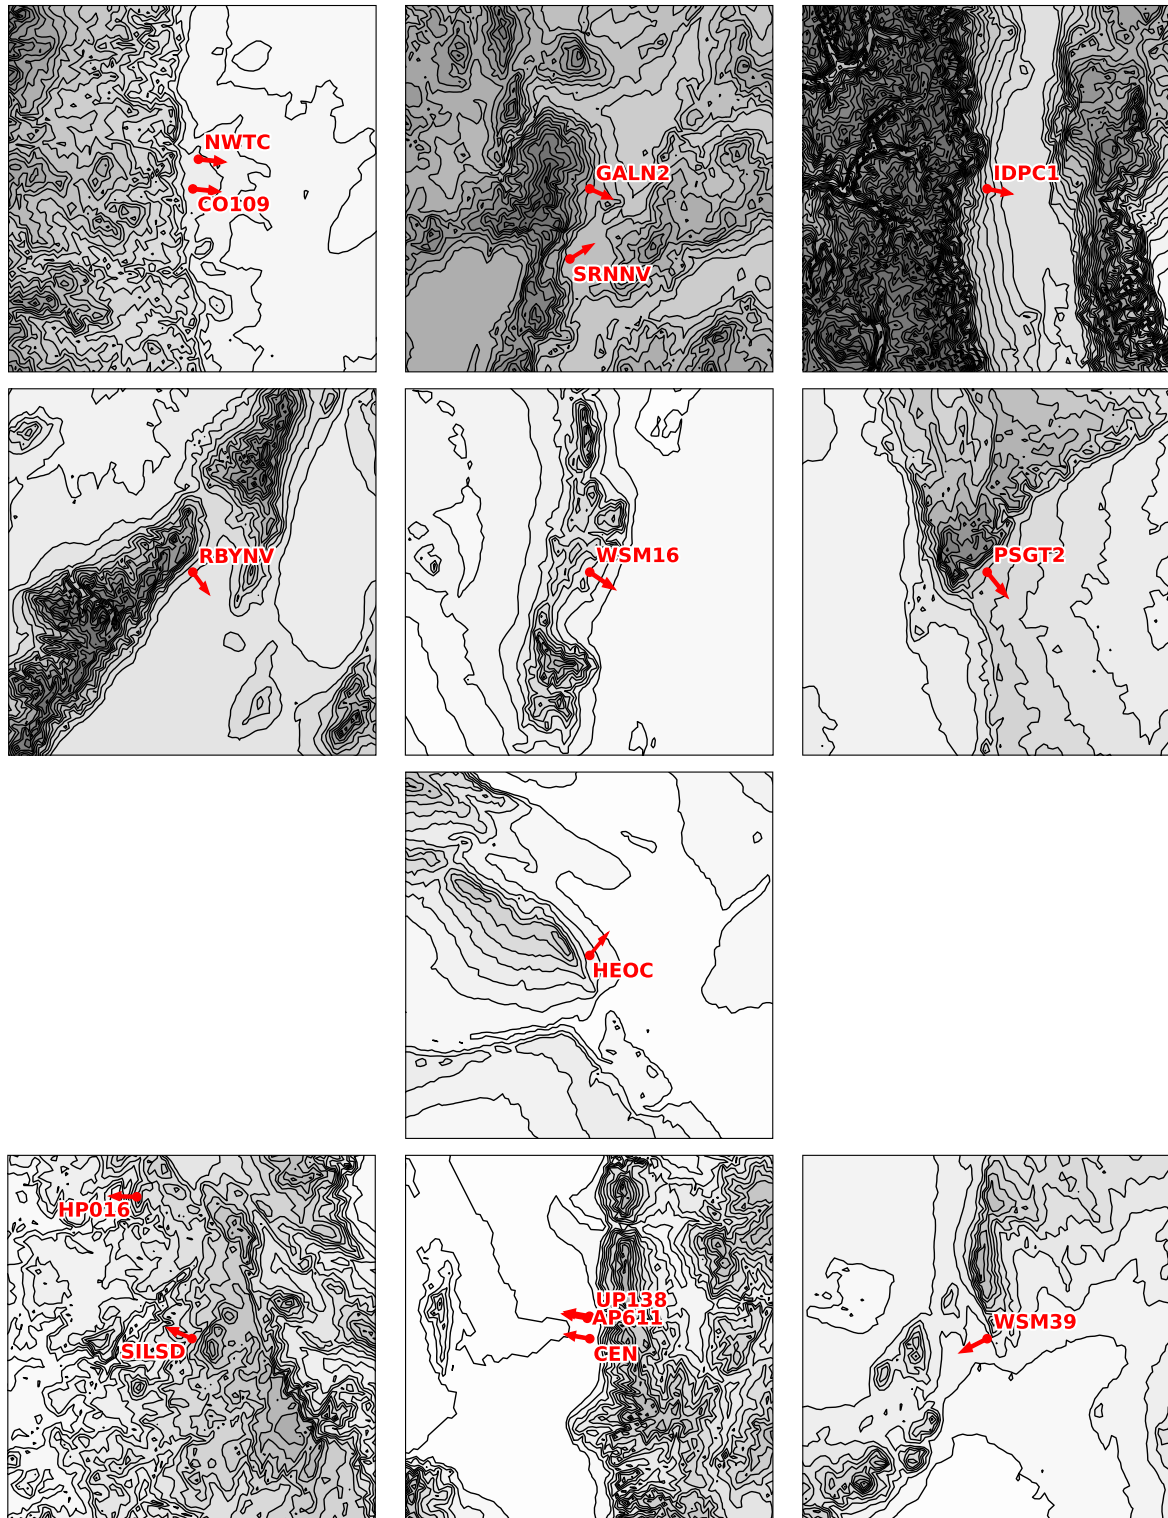 NWTC
CO109
GALN2
SRNNV
IDPC1
RBYNV
WSM16
PSGT2
HEOC
HP016
SILSD
UP138
AP611
CEN
WSM39